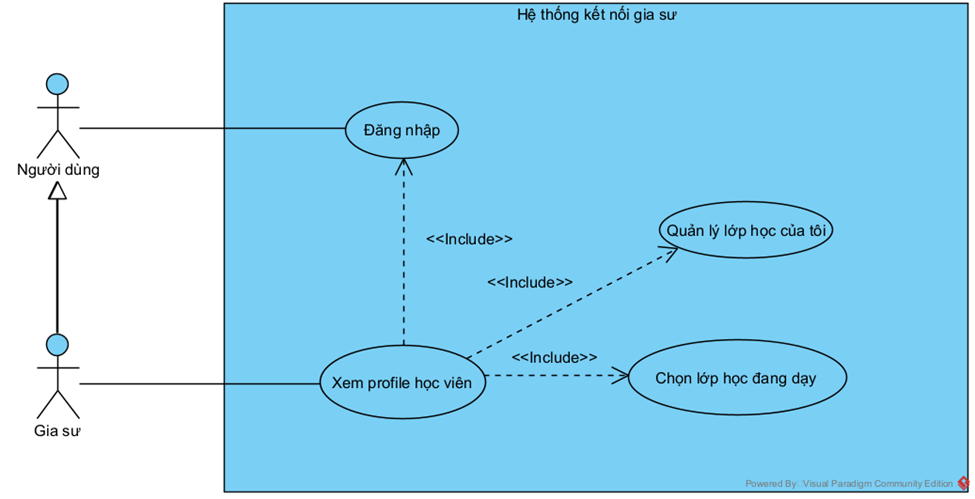 Hệ thống kết nối gia sư
Đăng nhập
Người dùng
Quản lý lớp học của tôi
<<Include>>
<<Include>>
<<Include>>
Xem profile học viên
Chọn lớp học đang dạy
Gia sư
Powered By: Visual Paradigm Community Edition